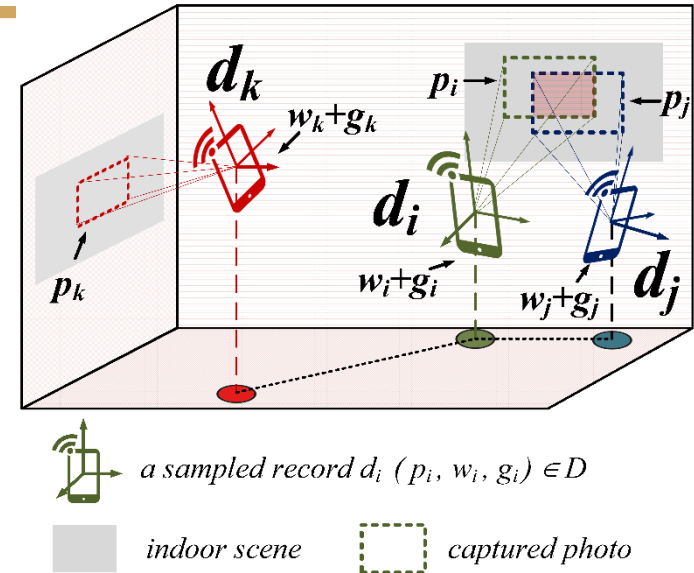 d_k
w_k+g_k
p_i
p_j
d_i
p_k
w_i+g_i
w_j+g_j
d_j
a sampled record d_i (p_i, w_i, g_i) ∈ D
indoor scene
captured photo